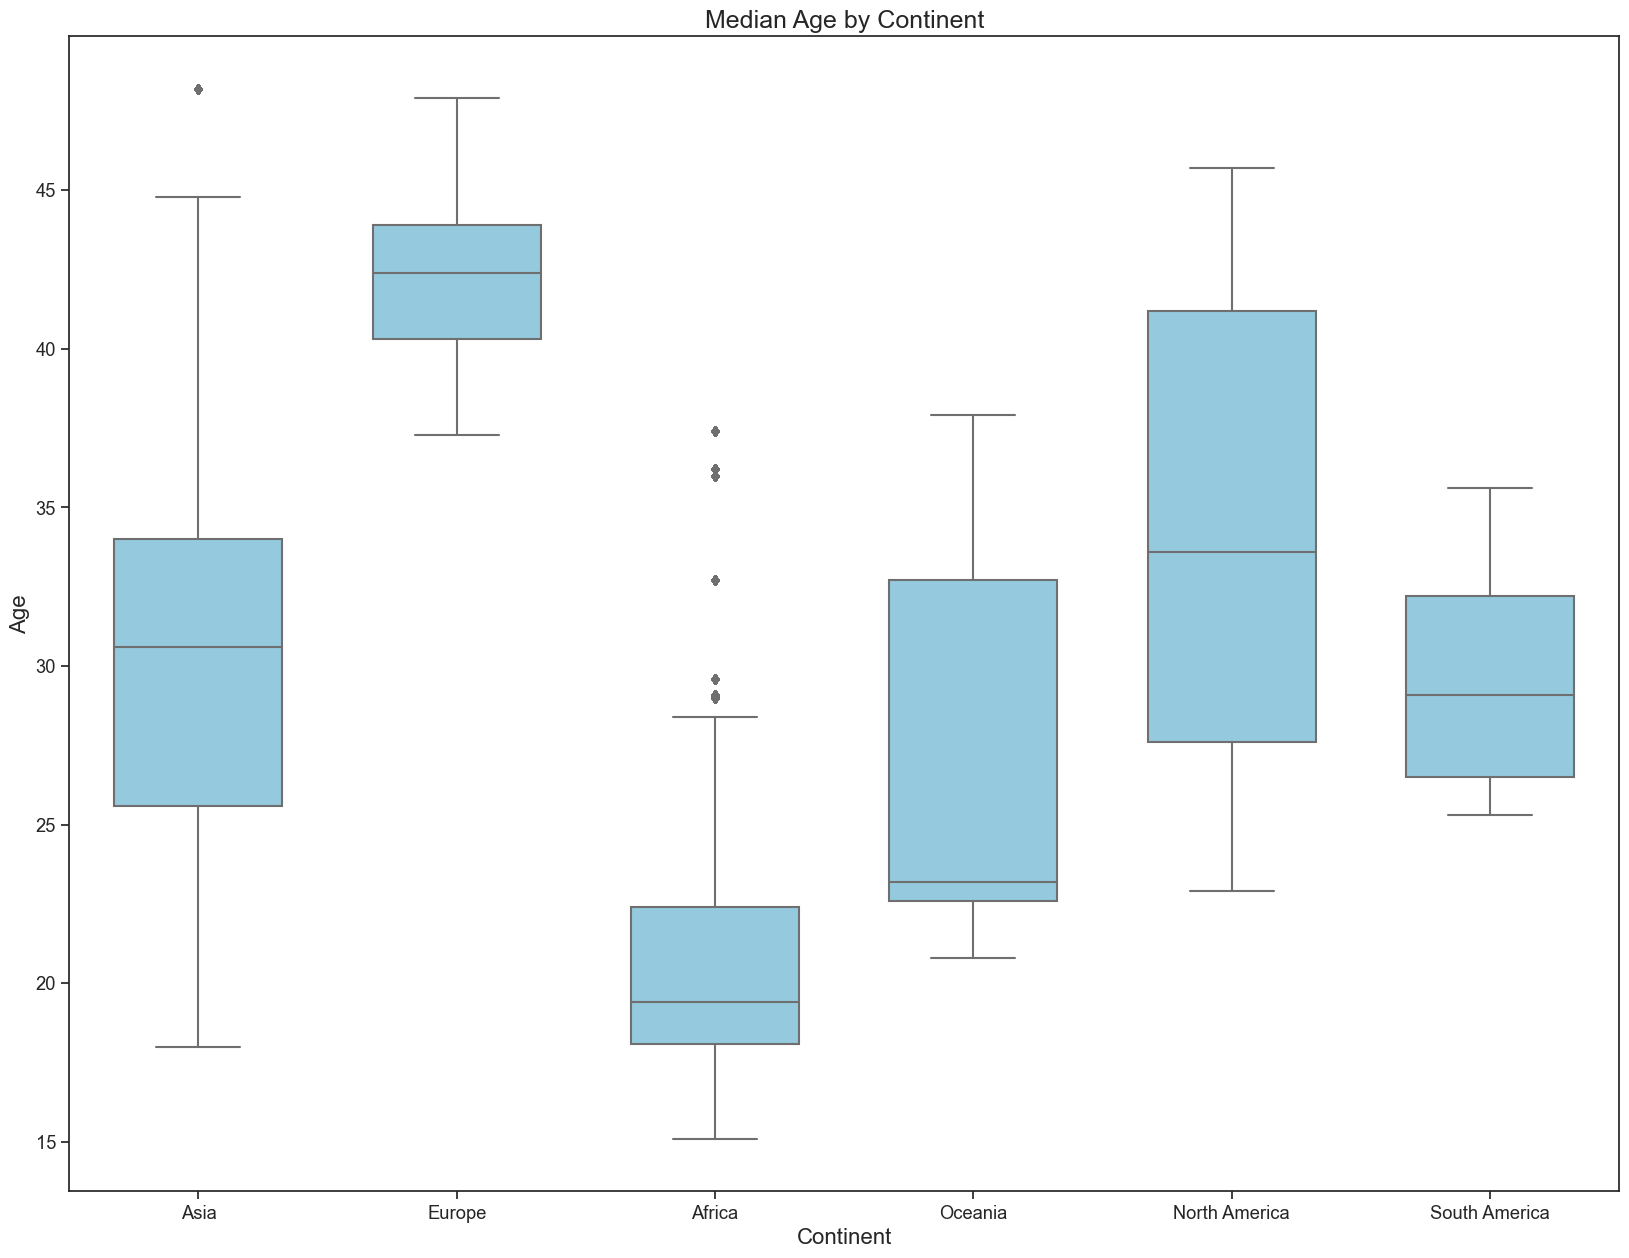 Median Age by Continent
Age
45
40
35
30
25
20
15
Asia
Europe
Africa
Oceania
North America
South America
Continent